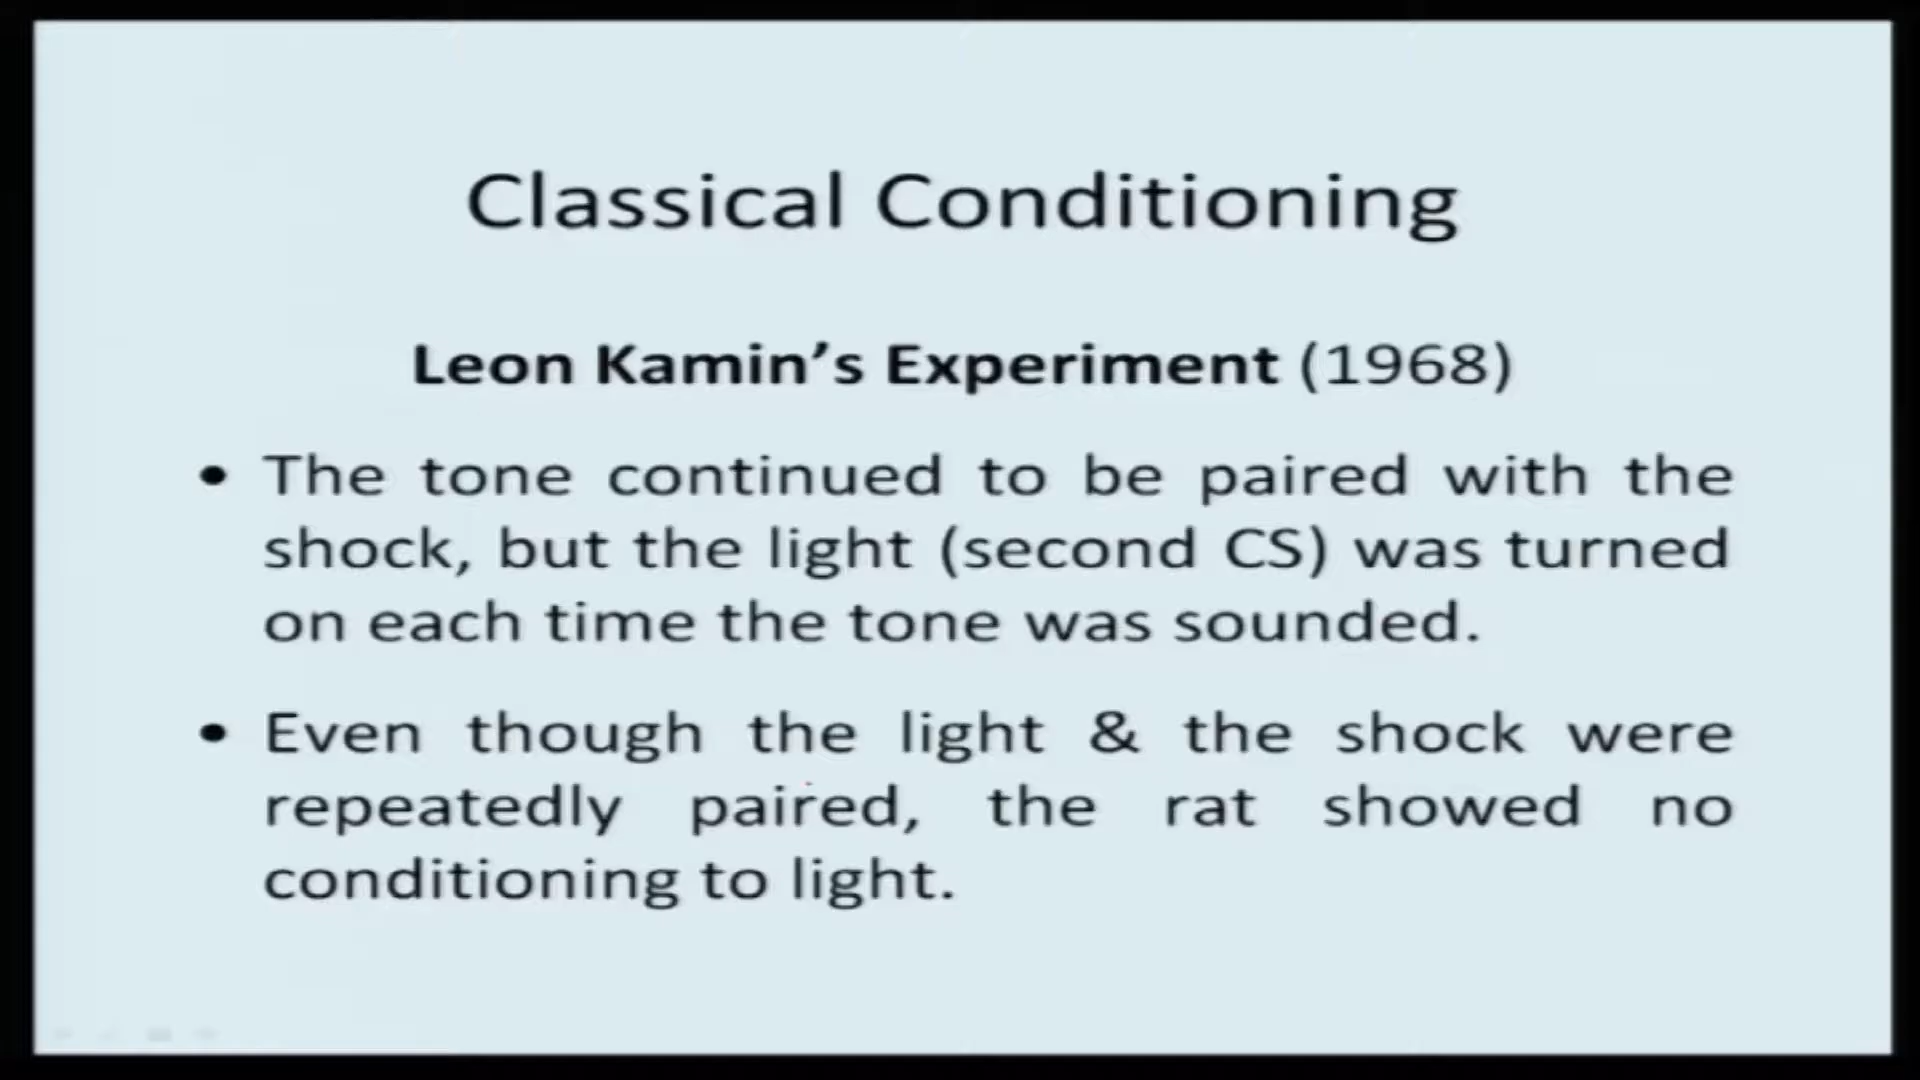 Classical Conditioning
Leon Kamin’s Experiment (1968)
• The tone continued to be paired with the
shock, but the light (second CS) was turned
on each time the tone was sounded.
• Even though the light & the shock were
repeatedly paired, the rat showed no
conditioning to light.